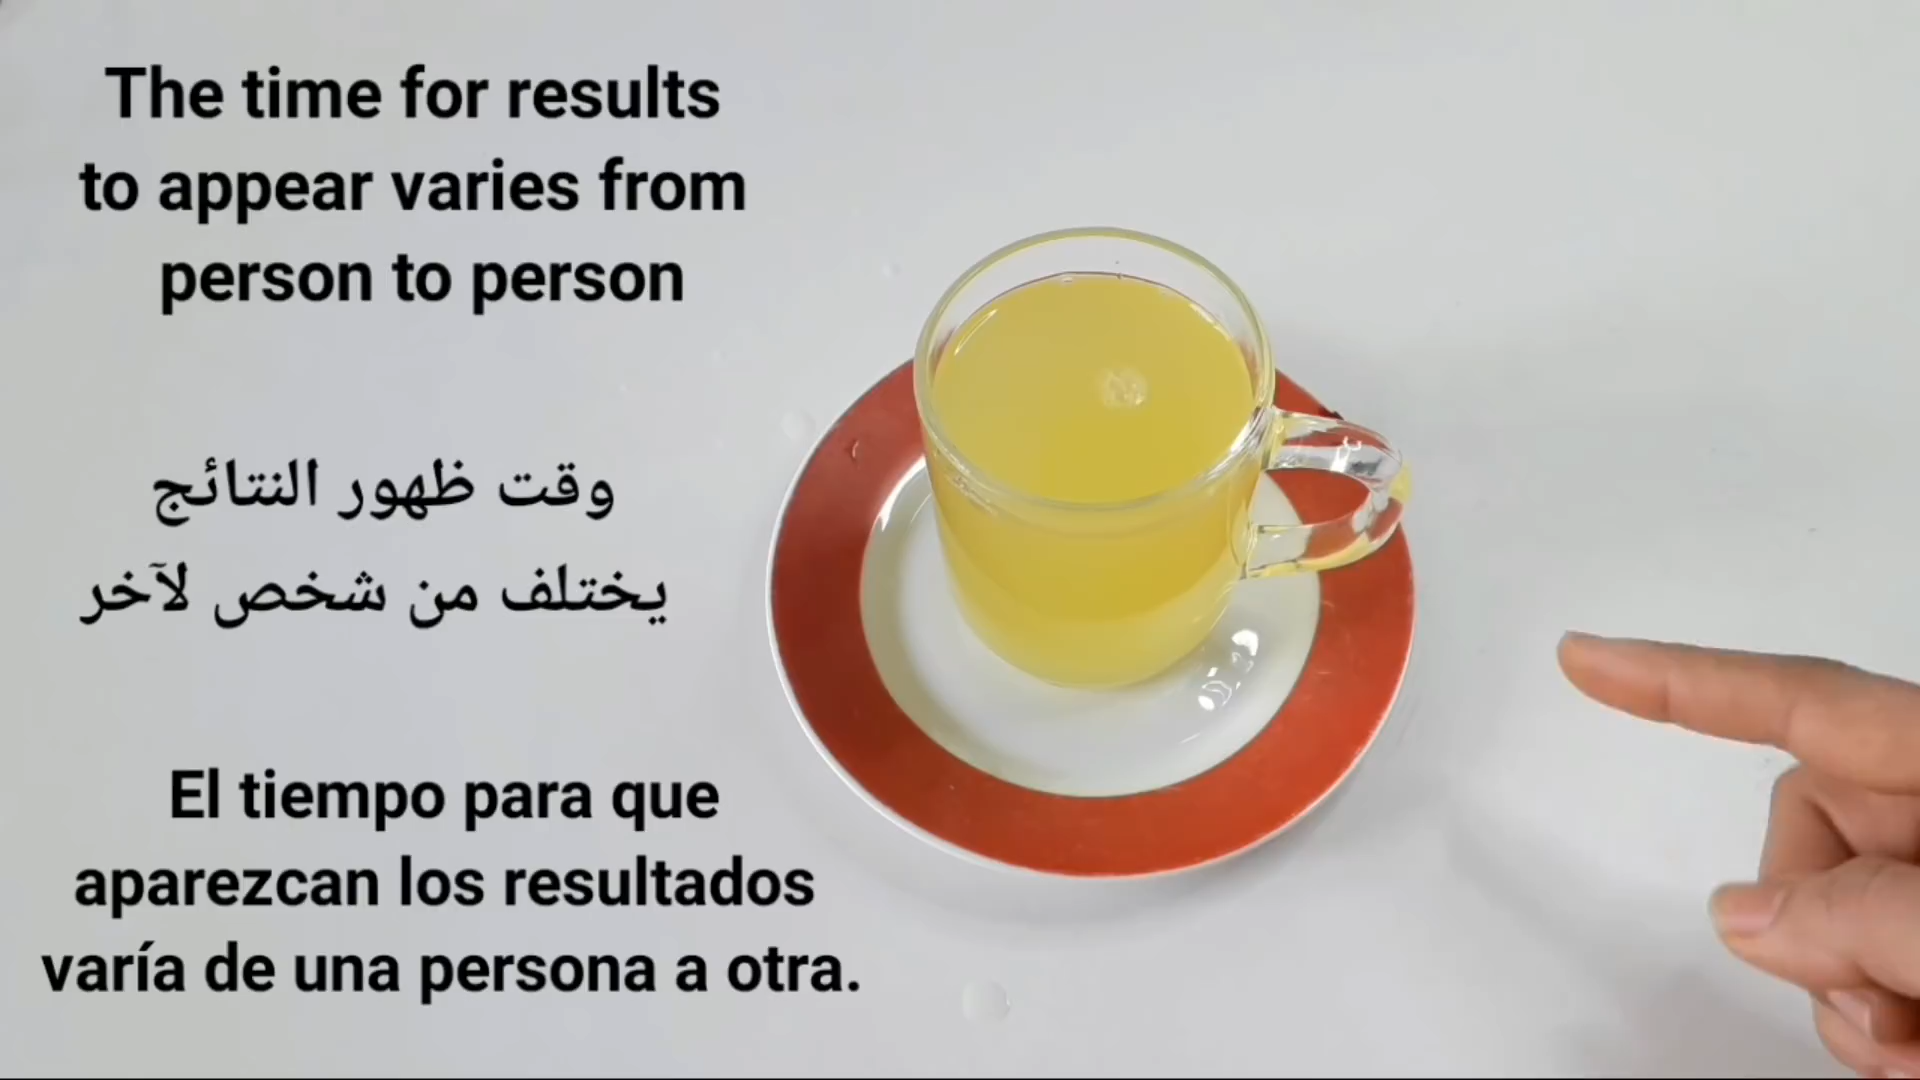 The time for results
to appear varies from
person to person
وقت ظهور النتائج
يختلف من شخص لآخر
El tiempo para que
aparezcan los resultados
varía de una persona a otra.